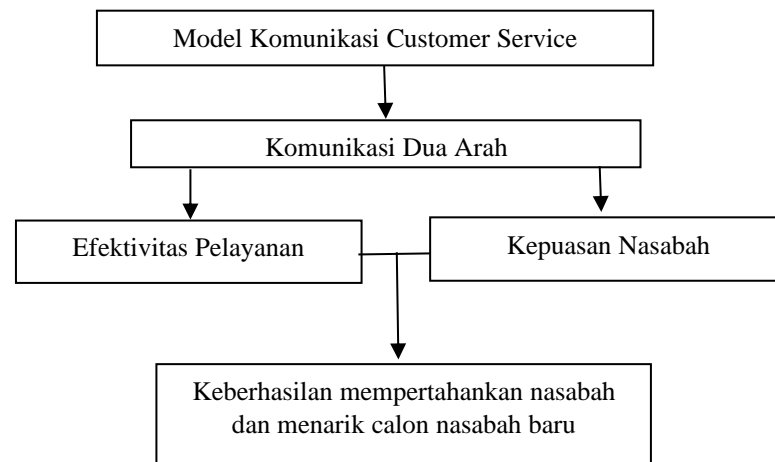 Model Komunikasi Customer Service
Komunikasi Dua Arah
Efektivitas Pelayanan
Kepuasan Nasabah
Keberhasilan mempertahankan nasabah
dan menarik calon nasabah baru